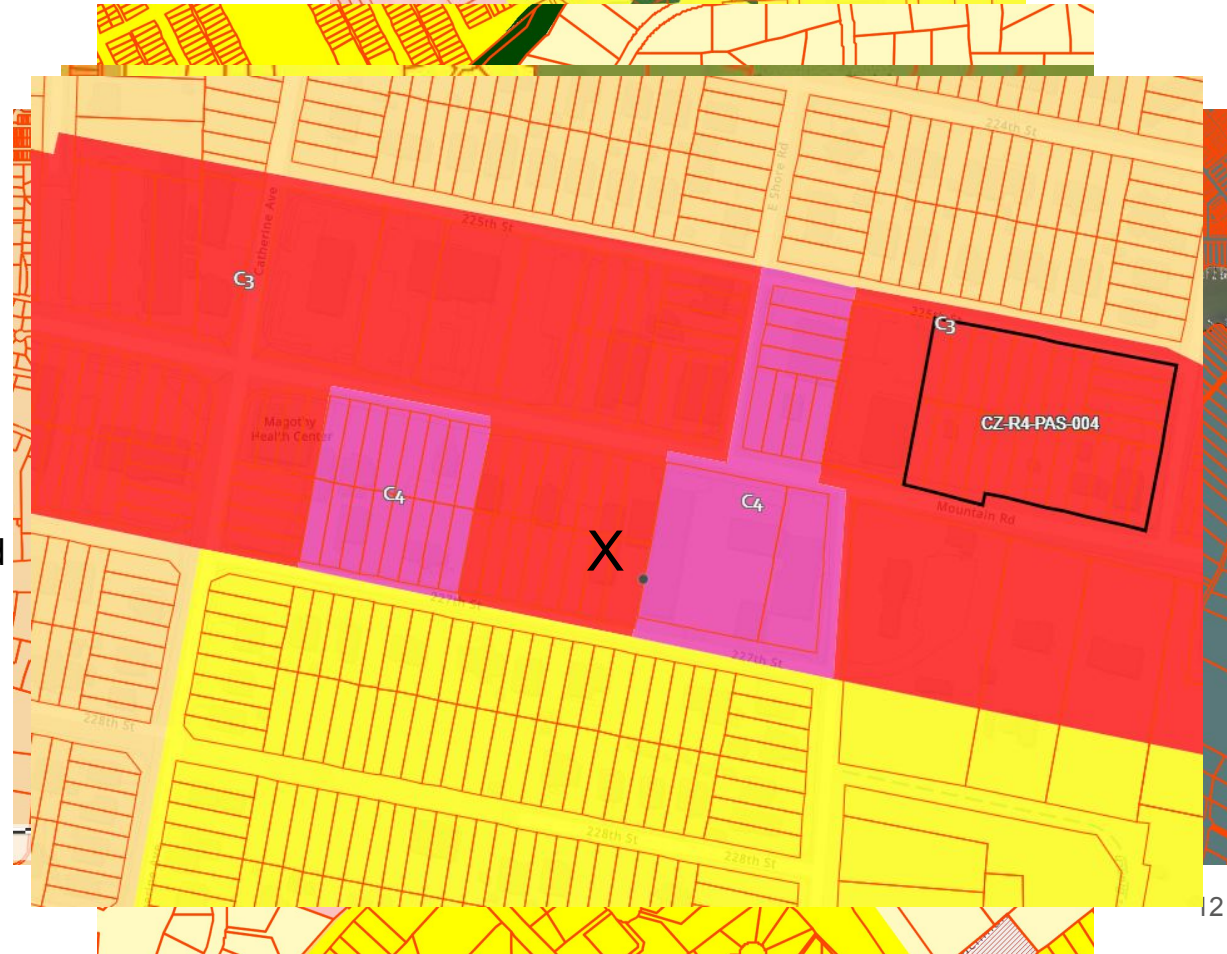 224th St
E Shore Rd
225th St
Catherine Ave
C3
C3
CZ-R4-PAS-004
Magothy
Health Center
C4
C4
Mountain Rd
X
227th St
227th St
228th St
228th St
228th St
12